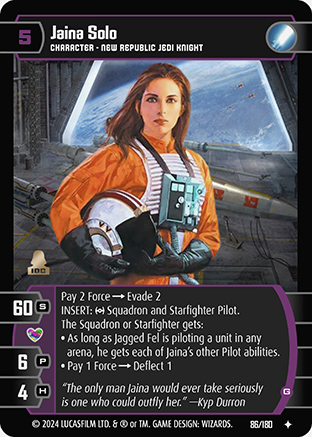 5
Jaina Solo
CHARACTER - NEW REPUBLIC JEDI KNIGHT
60 S
6 P
4 H
Pay 2 Force → Evade 2
INSERT: Squadron and Starfighter Pilot.
The Squadron or Starfighter gets:
• As long as Jagged Fel is piloting a unit in any
arena, he gets each of Jaina's other Pilot abilities.
• Pay 1 Force → Deflect 1
"The only man Jaina would ever take seriously
is one who could outfly her." —Kyp Durron
G
© 2024 LUCASFILM LTD. & ® or TM. GAME DESIGN: WIZARDS.
86/180